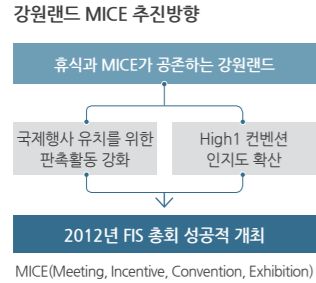 강원랜드 MICE 추진방향
휴식과 MICE가 공존하는 강원랜드
국제행사 유치를 위한
판촉활동 강화
High1 컨벤션
인지도 확산
2012년 FIS 총회 성공적 개최
MICE(Meeting, Incentive, Convention, Exhibition)